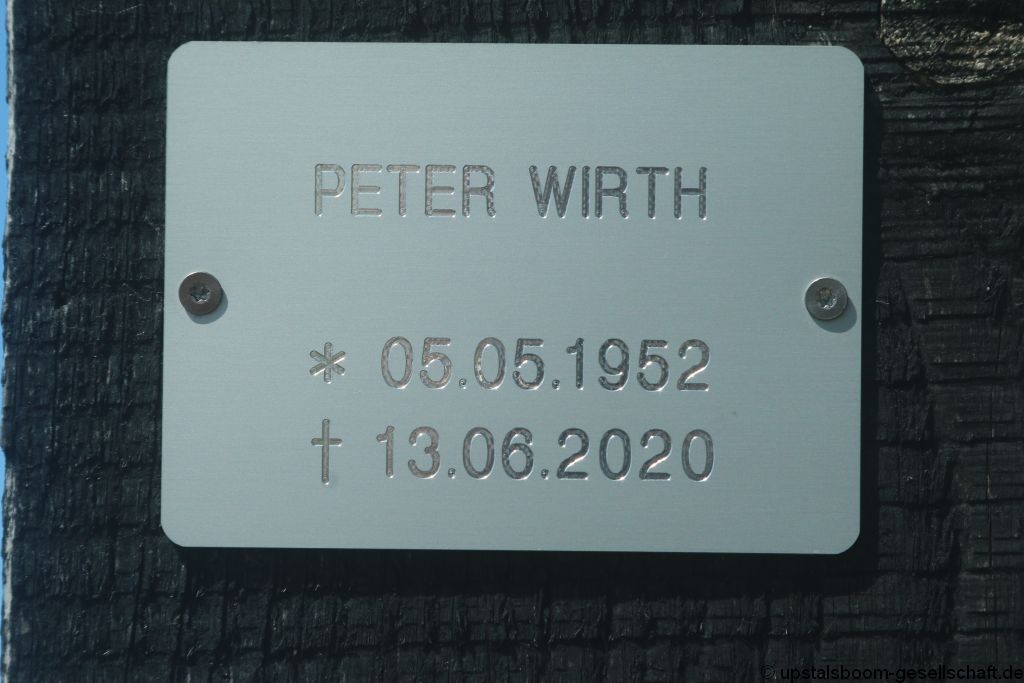 PETER WIRTH
* 05.05.1952
† 13.06.2020
© upstalsboom-gesellschaft.de